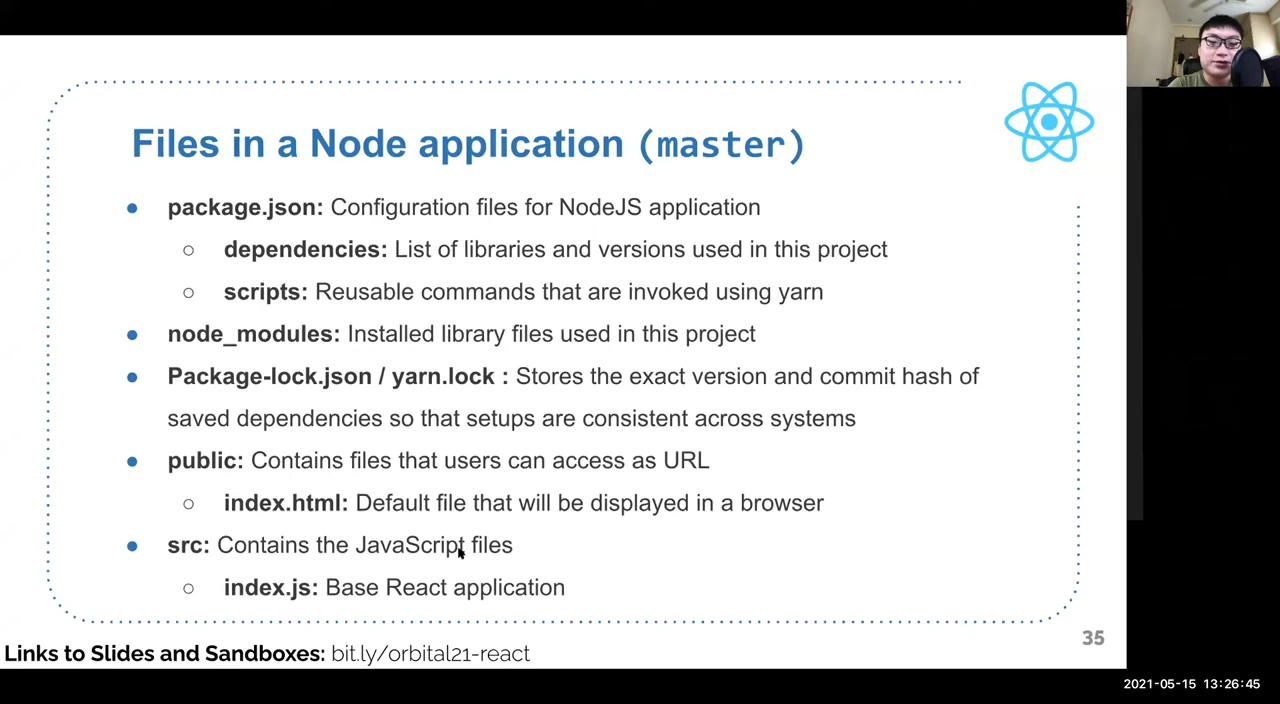 Files in a Node application (master)
package.json: Configuration files for NodeJS application
dependencies: List of libraries and versions used in this project
scripts: Reusable commands that are invoked using yarn
node_modules: Installed library files used in this project
Package-lock.json / yarn.lock : Stores the exact version and commit hash of
saved dependencies so that setups are consistent across systems
public: Contains files that users can access as URL
index.html: Default file that will be displayed in a browser
src: Contains the JavaScript files
index.js: Base React application
35
Links to Slides and Sandboxes: bit.ly/orbital21-react
2021-05-15 13:26:45